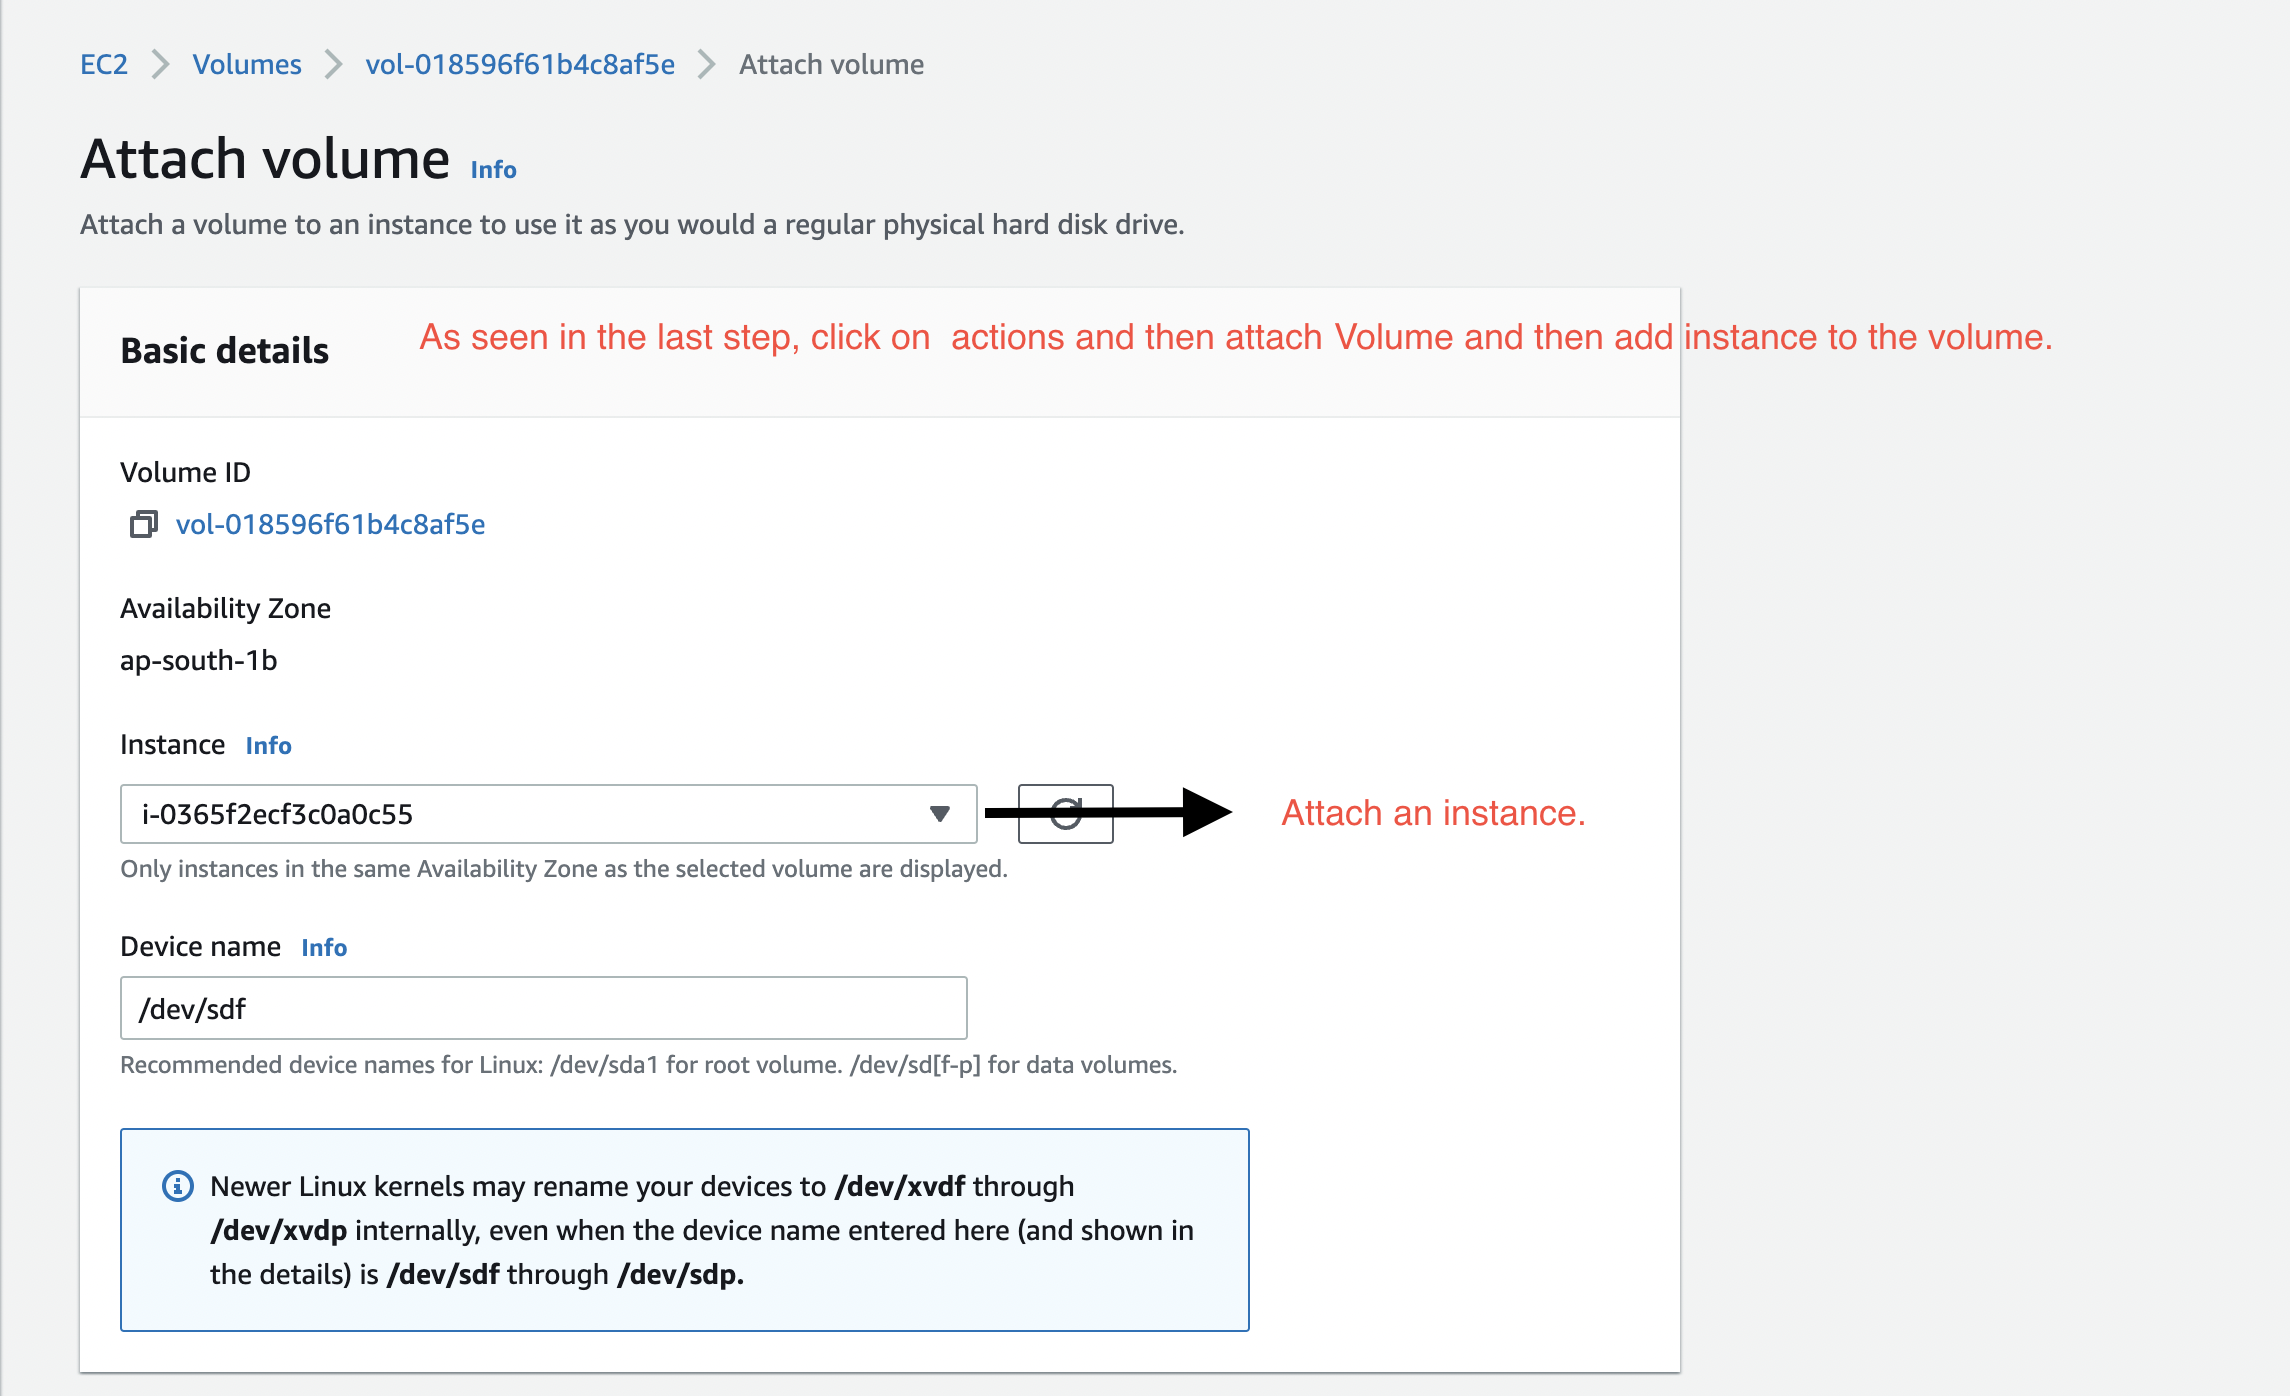 EC2 > Volumes > vol-018596f61b4c8af5e > Attach volume
Attach volume Info
Attach a volume to an instance to use it as you would a regular physical hard disk drive.
Basic details
As seen in the last step, click on  actions and then attach Volume and then add instance to the volume.
Volume ID
vol-018596f61b4c8af5e
Availability Zone
ap-south-1b
Instance Info
i-0365f2ecf3c0a0c55
Attach an instance.
Only instances in the same Availability Zone as the selected volume are displayed.
Device name Info
/dev/sdf
Recommended device names for Linux: /dev/sda1 for root volume. /dev/sd[f-p] for data volumes.
Newer Linux kernels may rename your devices to /dev/xvdf through
/dev/xvdp internally, even when the device name entered here (and shown in
the details) is /dev/sdf through /dev/sdp.